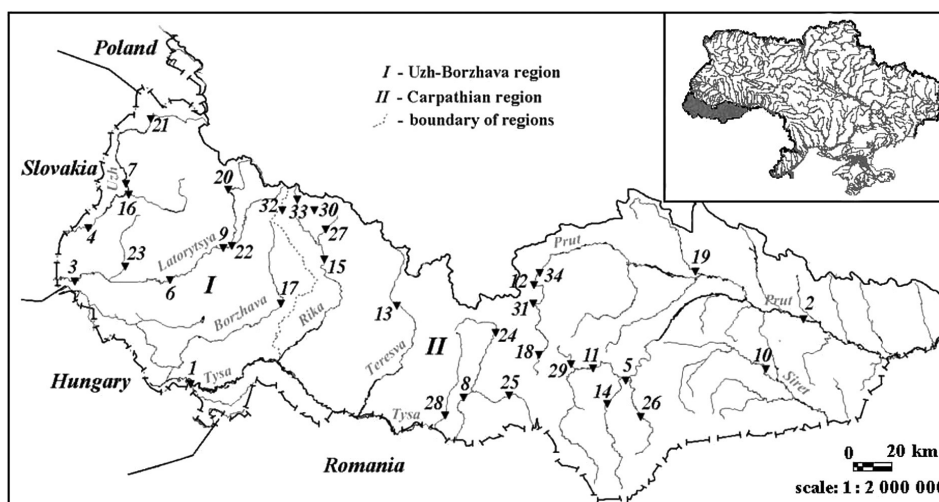 Poland
I - Uzh-Borzhava region
II - Carpathian region
- boundary of regions
21
Slovakia
Uzh
7
20
16
32
33
30
4
9
22
27
Prut
23
Latorytsya
15
19
3
6
I
12
34
17
31
Prut
2
Borzhava
Rika
13
II
24
18
Hungary
1
Tysa
Teresva
29
11
5
10
Siret
8
25
14
28
26
Tysa
Romania
0 20 km
scale: 1 : 2 000 000